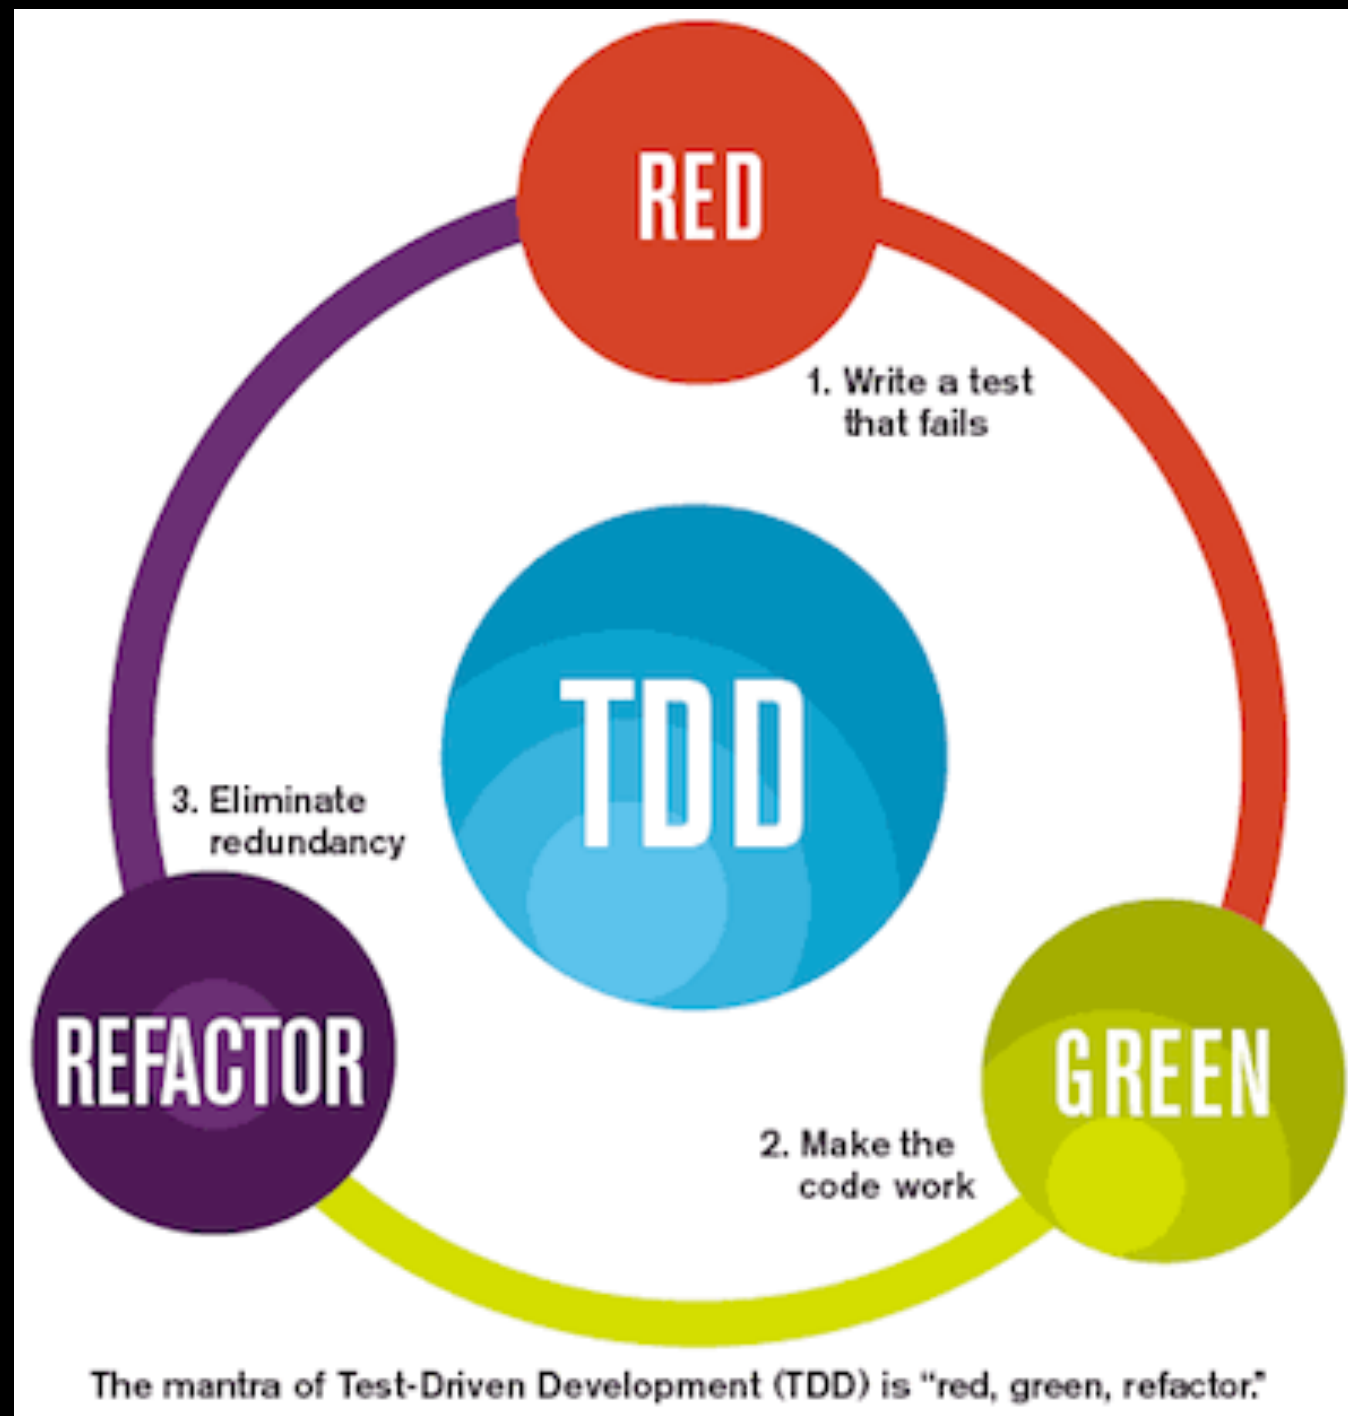 RED
1. Write a test
that fails
TDD
3. Eliminate
redundancy
REFACTOR
GREEN
2. Make the
code work
The mantra of Test-Driven Development (TDD) is “red, green, refactor.”